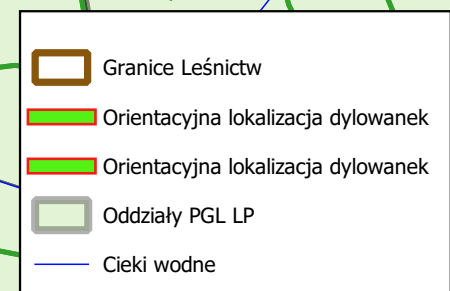 Granice Leśnictw
Orientacyjna lokalizacja dylowanek
Orientacyjna lokalizacja dylowanek
Oddziały PGL LP
Cieki wodne